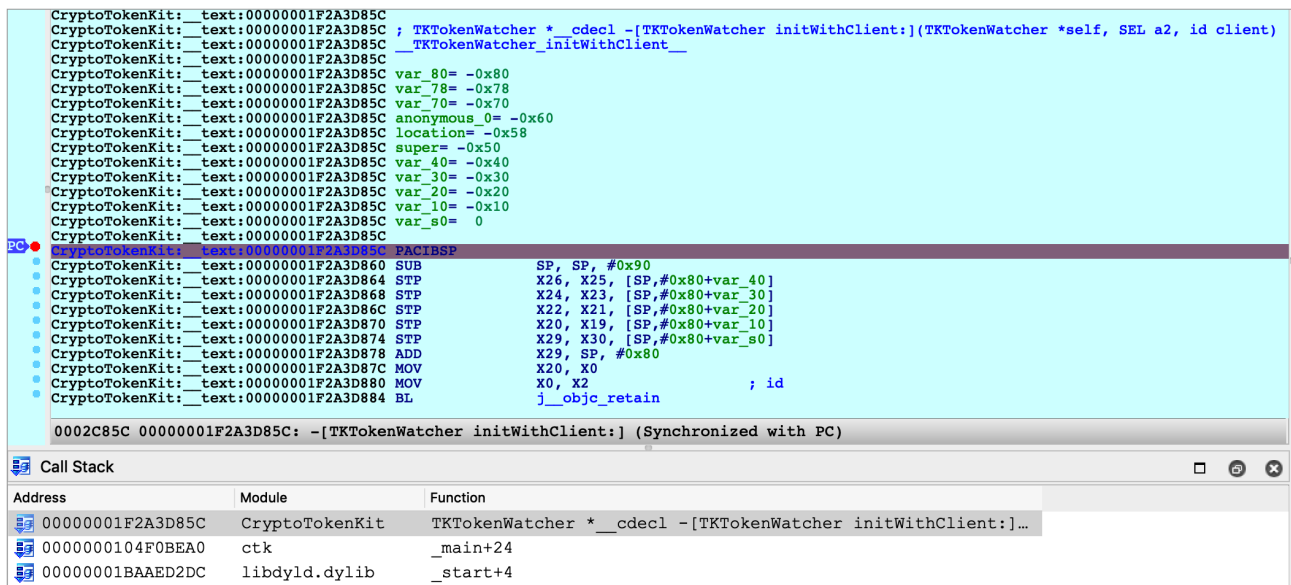 CryptoTokenKit:__text:00000001F2A3D85C
CryptoTokenKit:__text:00000001F2A3D85C ; TKTokenWatcher *__cdecl -[TKTokenWatcher initWithClient:](TKTokenWatcher *self, SEL a2, id client)
CryptoTokenKit:__text:00000001F2A3D85C __TKTokenWatcher_initWithClient__
CryptoTokenKit:__text:00000001F2A3D85C
CryptoTokenKit:__text:00000001F2A3D85C var_80= -0x80
CryptoTokenKit:__text:00000001F2A3D85C var_78= -0x78
CryptoTokenKit:__text:00000001F2A3D85C var_70= -0x70
CryptoTokenKit:__text:00000001F2A3D85C anonymous_0= -0x60
CryptoTokenKit:__text:00000001F2A3D85C location= -0x58
CryptoTokenKit:__text:00000001F2A3D85C super= -0x50
CryptoTokenKit:__text:00000001F2A3D85C var_40= -0x40
CryptoTokenKit:__text:00000001F2A3D85C var_30= -0x30
CryptoTokenKit:__text:00000001F2A3D85C var_20= -0x20
CryptoTokenKit:__text:00000001F2A3D85C var_10= -0x10
CryptoTokenKit:__text:00000001F2A3D85C var_s0= 0
CryptoTokenKit:__text:00000001F2A3D85C
PC CryptoTokenKit:__text:00000001F2A3D85C PACIBSP
CryptoTokenKit:__text:00000001F2A3D860 SUB SP, SP, #0x90
CryptoTokenKit:__text:00000001F2A3D864 STP X26, X25, [SP,#0x80+var_40]
CryptoTokenKit:__text:00000001F2A3D868 STP X24, X23, [SP,#0x80+var_30]
CryptoTokenKit:__text:00000001F2A3D86C STP X22, X21, [SP,#0x80+var_20]
CryptoTokenKit:__text:00000001F2A3D870 STP X20, X19, [SP,#0x80+var_10]
CryptoTokenKit:__text:00000001F2A3D874 STP X29, X30, [SP,#0x80+var_s0]
CryptoTokenKit:__text:00000001F2A3D878 ADD X29, SP, #0x80
CryptoTokenKit:__text:00000001F2A3D87C MOV X20, X0
CryptoTokenKit:__text:00000001F2A3D880 MOV X0, X2 ; id
CryptoTokenKit:__text:00000001F2A3D884 BL j__objc_retain
0002C85C 00000001F2A3D85C: -[TKTokenWatcher initWithClient:] (Synchronized with PC)
Call Stack
Address Module Function
00000001F2A3D85C CryptoTokenKit TKTokenWatcher *__cdecl -[TKTokenWatcher initWithClient:]…
0000000104F0BEA0 ctk _main+24
00000001BAAED2DC libdyld.dylib _start+4